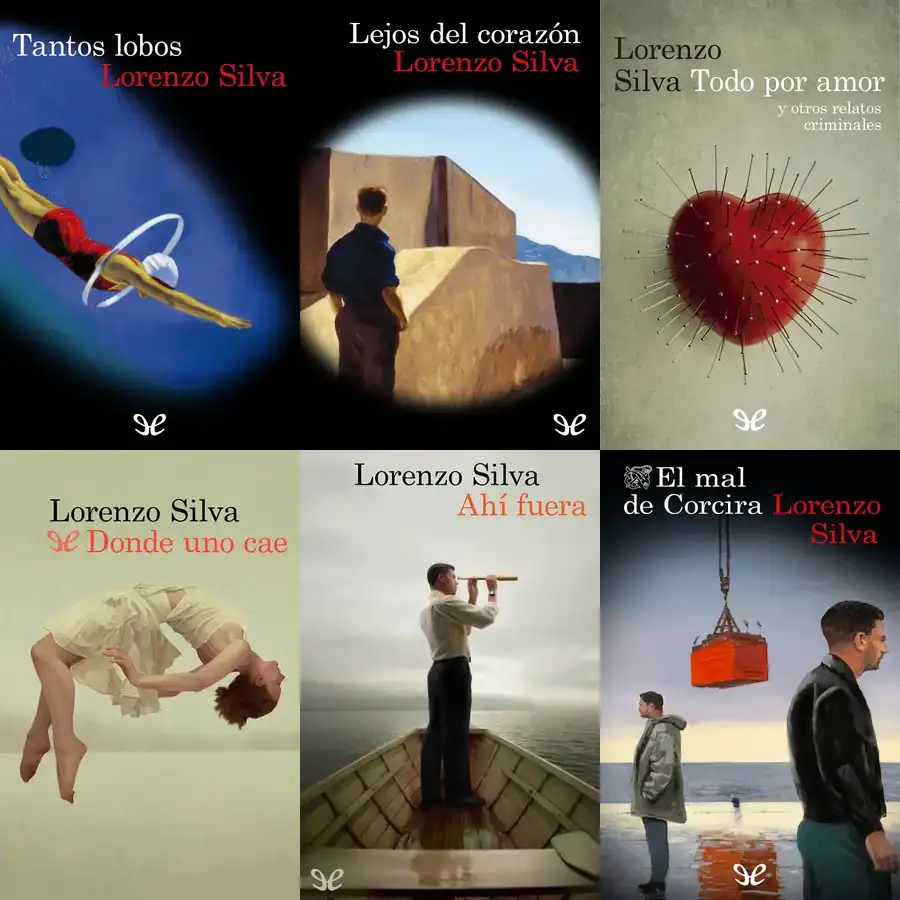 Tantos lobos
Lorenzo Silva
Lejos del corazón
Lorenzo Silva
Lorenzo
Silva Todo por amor
y otros relatos
criminales
Lorenzo Silva
Donde uno cae
Lorenzo Silva
Ahí fuera
El mal
de Corcira Lorenzo
Silva